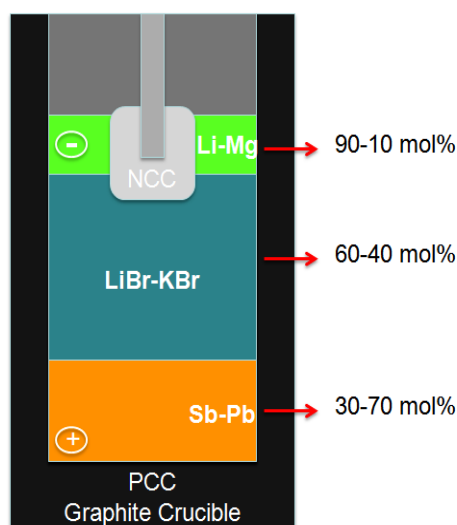 -
Li-Mg
90-10 mol%
NCC
60-40 mol%
LiBr-KBr
Sb-Pb
30-70 mol%
+
PCC
Graphite Crucible